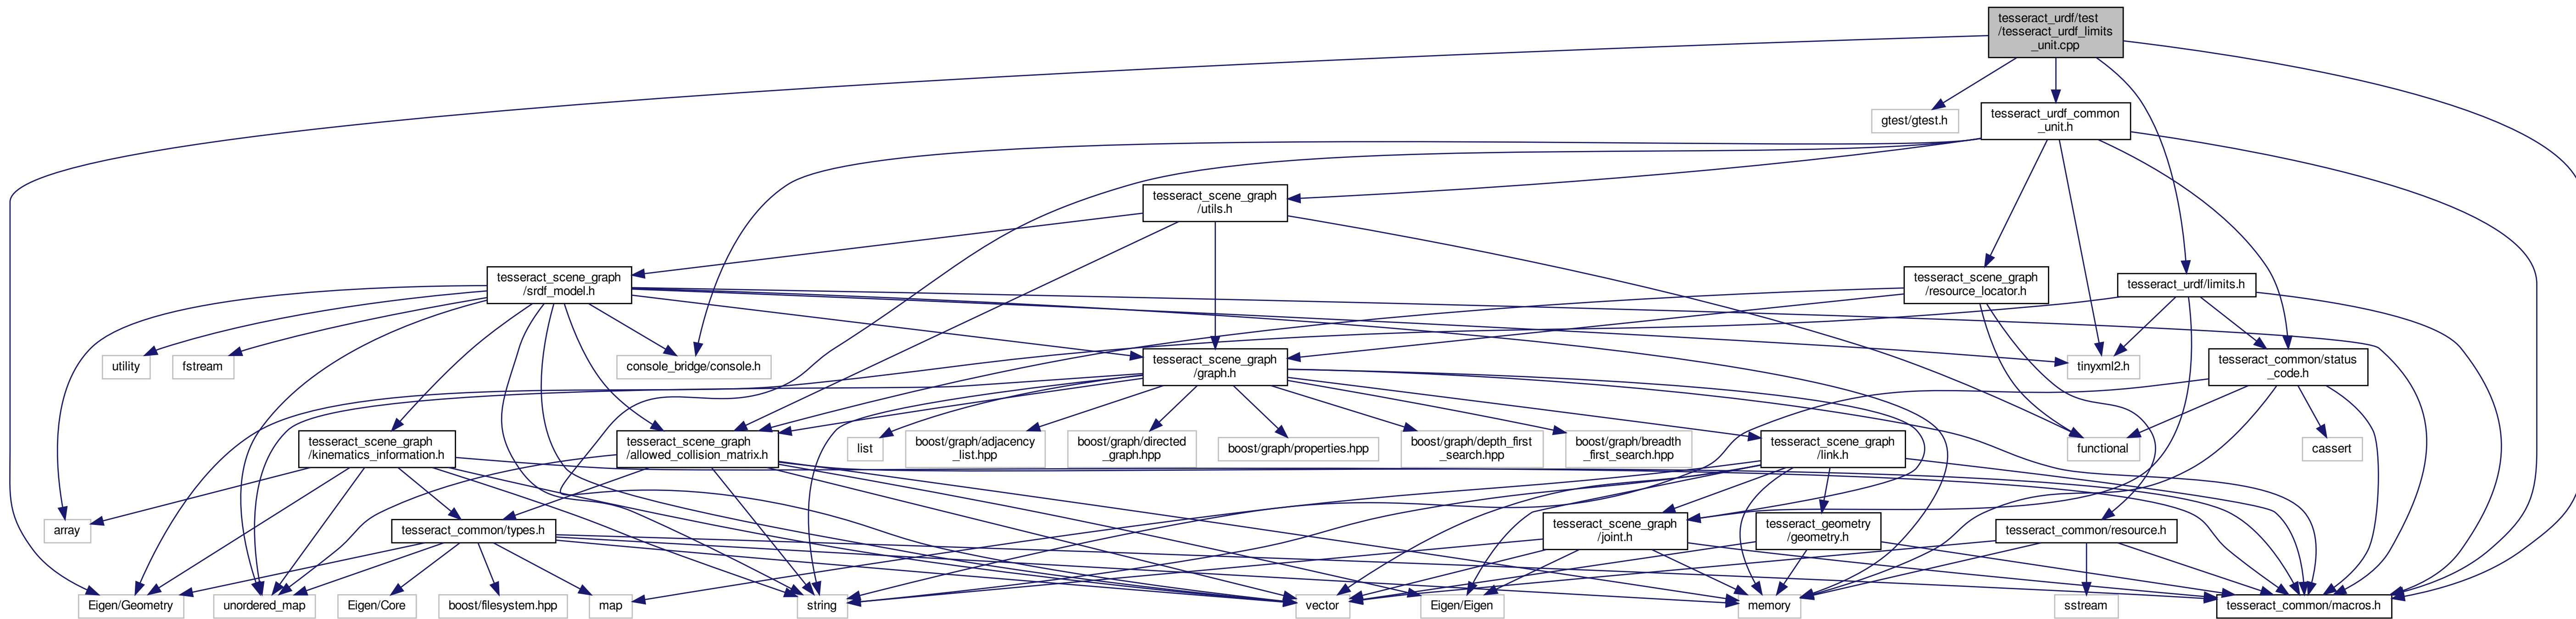 tesseract_urdf/test
/tesseract_urdf_limits
_unit.cpp
gtest/gtest.h
tesseract_urdf_common
_unit.h
tesseract_scene_graph
/utils.h
tesseract_scene_graph
/srdf_model.h
tesseract_scene_graph
/resource_locator.h
tesseract_urdf/limits.h
utility
fstream
console_bridge/console.h
tesseract_scene_graph
/graph.h
tinyxml2.h
tesseract_common/status
_code.h
tesseract_scene_graph
/kinematics_information.h
tesseract_scene_graph
/allowed_collision_matrix.h
list
boost/graph/adjacency
_list.hpp
boost/graph/directed
_graph.hpp
boost/graph/properties.hpp
boost/graph/depth_first
_search.hpp
boost/graph/breadth
_first_search.hpp
tesseract_scene_graph
/link.h
functional
cassert
array
tesseract_common/types.h
tesseract_scene_graph
/joint.h
tesseract_geometry
/geometry.h
tesseract_common/resource.h
Eigen/Geometry
unordered_map
Eigen/Core
boost/filesystem.hpp
map
string
vector
Eigen/Eigen
memory
sstream
tesseract_common/macros.h